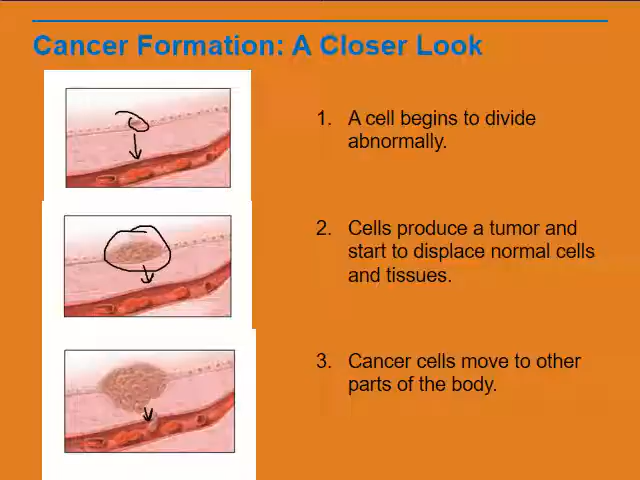 Cancer Formation: A Closer Look
1. A cell begins to divide
abnormally.
2. Cells produce a tumor and
start to displace normal cells
and tissues.
3. Cancer cells move to other
parts of the body.